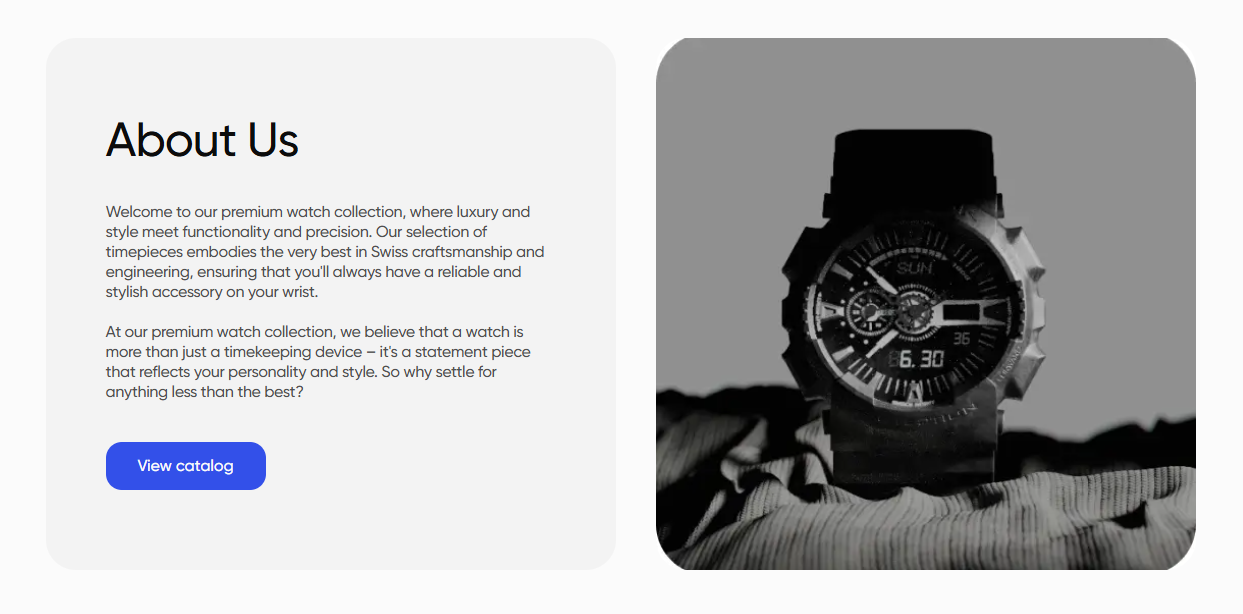 About Us
Welcome to our premium watch collection, where luxury and
style meet functionality and precision. Our selection of
timepieces embodies the very best in Swiss craftsmanship and
engineering, ensuring that you'll always have a reliable and
stylish accessory on your wrist.
At our premium watch collection, we believe that a watch is
more than just a timekeeping device – it's a statement piece
that reflects your personality and style. So why settle for
anything less than the best?
View catalog
SUN
36
6.30